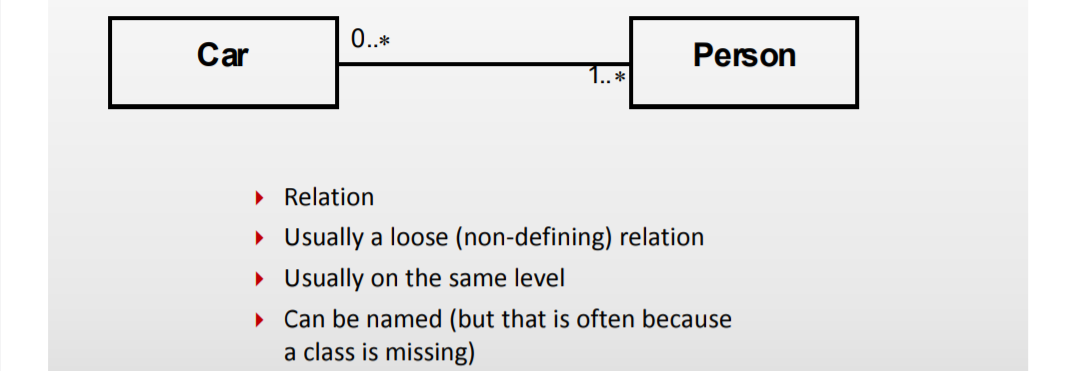 Car
0..*
Person
1..*
Relation
Usually a loose (non-defining) relation
Usually on the same level
Can be named (but that is often because
a class is missing)